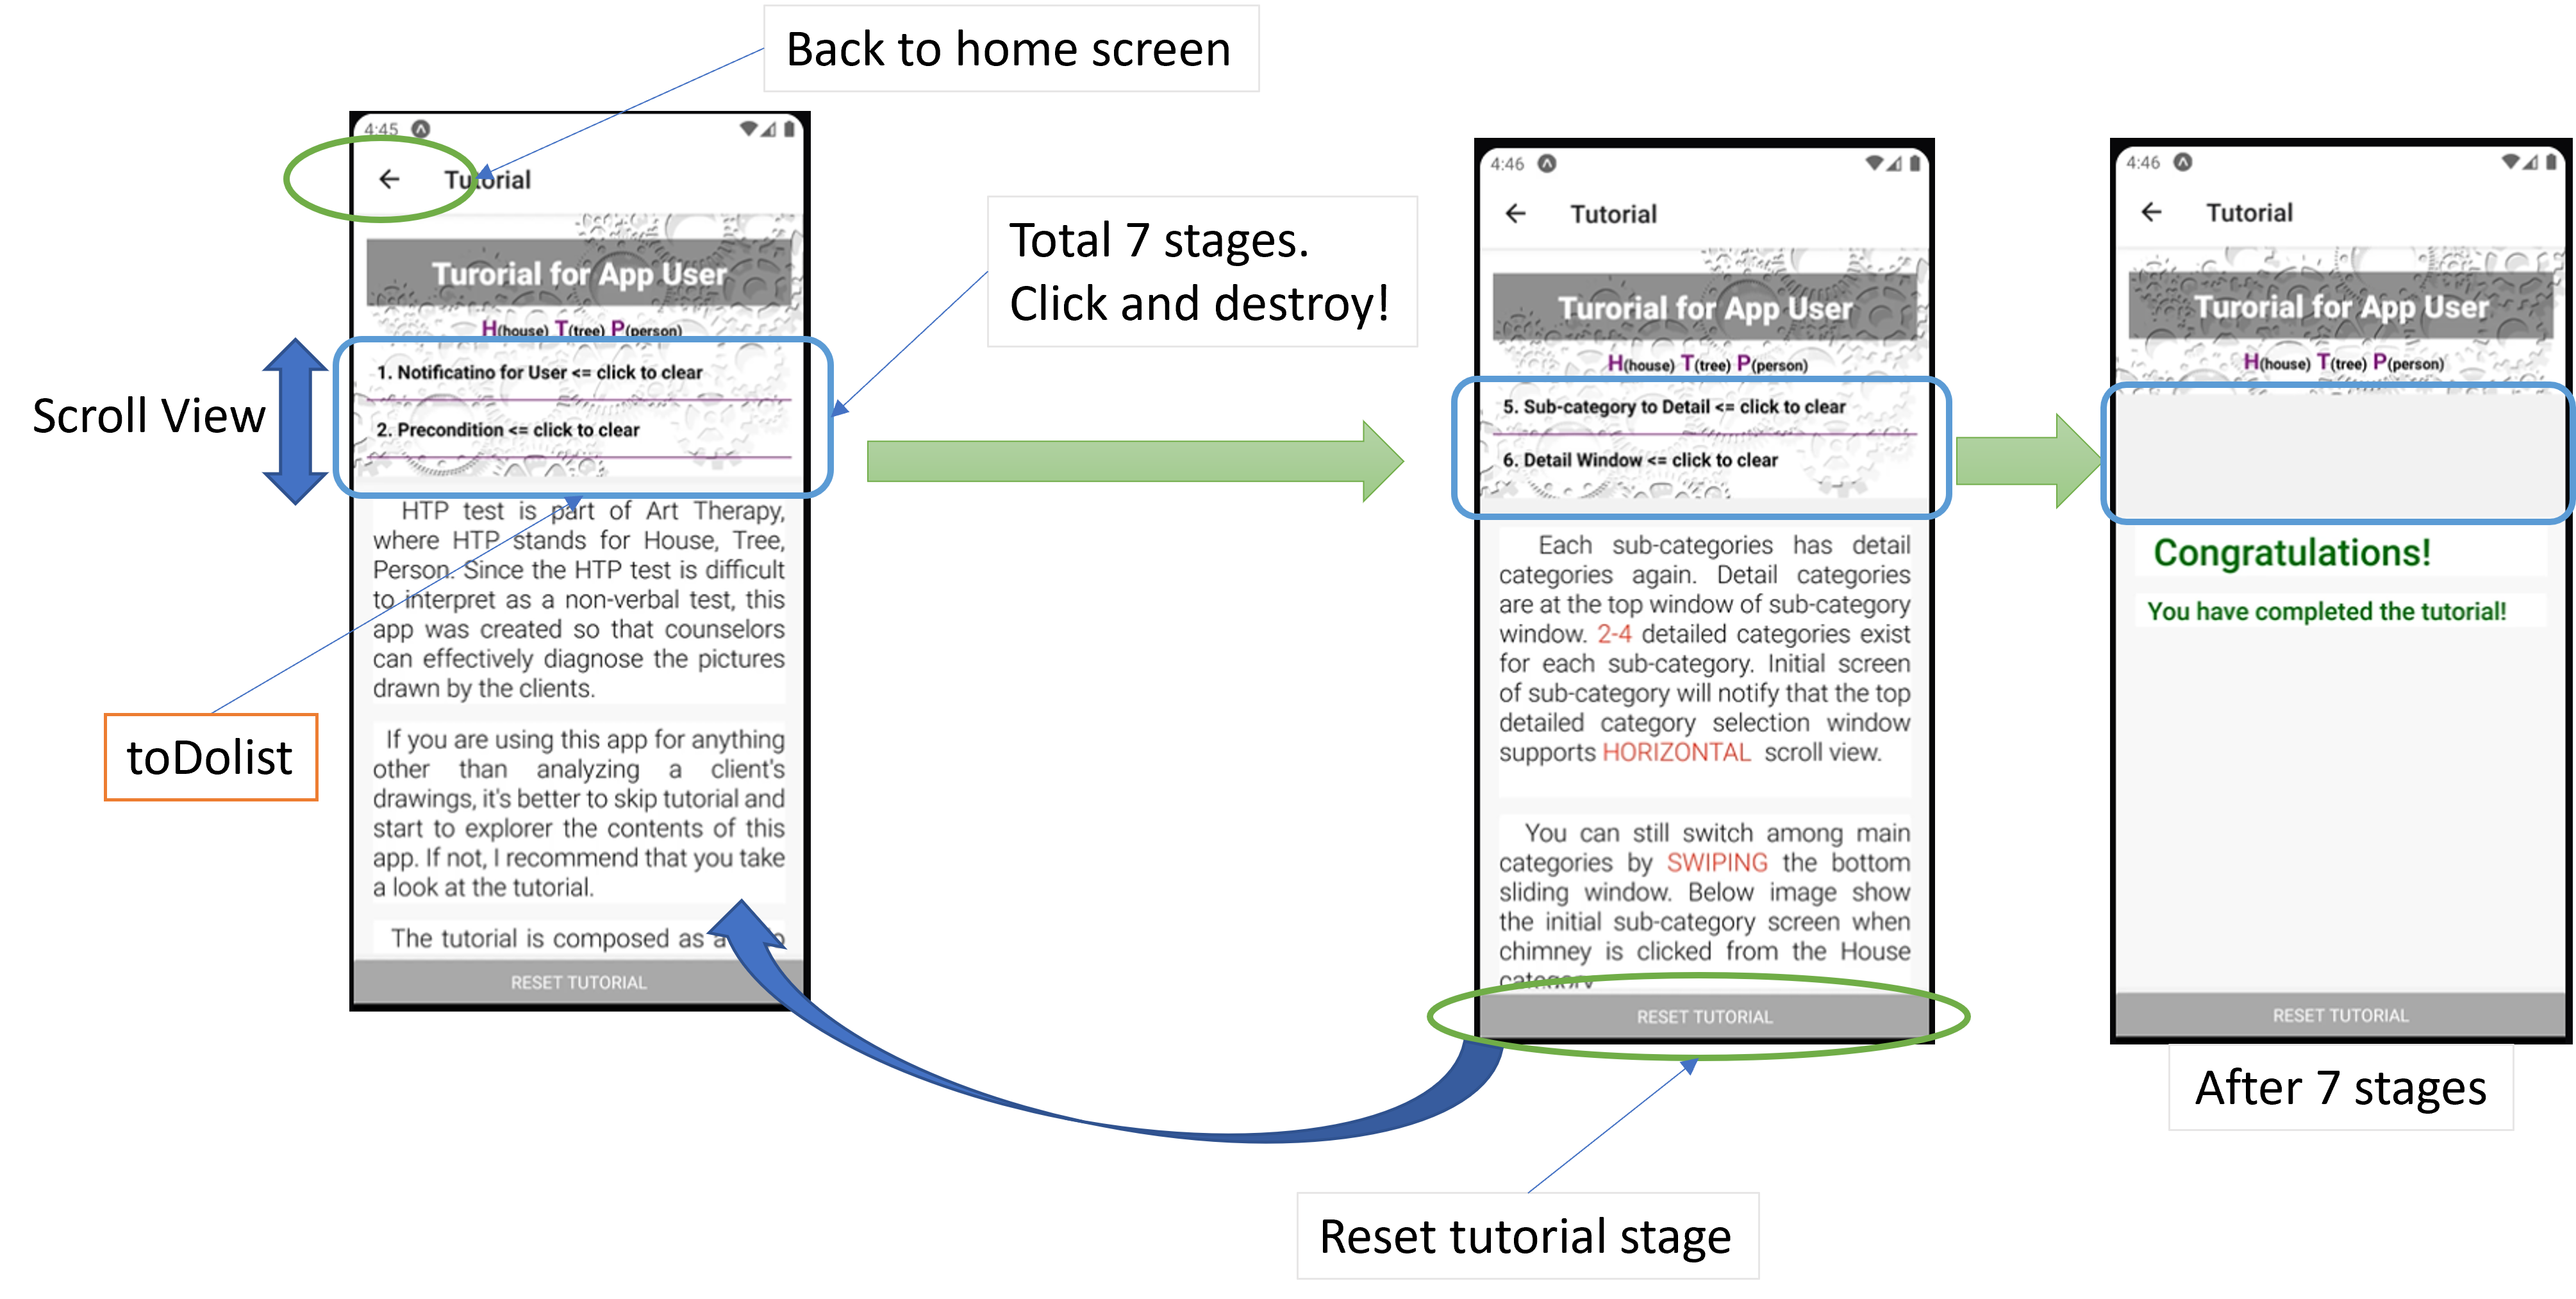 Back to home screen
4:45
Tutorial
Turorial for App User
H(house) T(tree) P(person)
1. Notificatino for User <= click to clear
2. Precondition <= click to clear
HTP test is part of Art Therapy,
where HTP stands for House, Tree,
Person. Since the HTP test is difficult
to interpret as a non-verbal test, this
app was created so that counselors
can effectively diagnose the pictures
drawn by the clients.
If you are using this app for anything
other than analyzing a client's
drawings, it's better to skip tutorial and
start to explorer the contents of this
app. If not, I recommend that you take
a look at the tutorial.
The tutorial is composed as a
RESET TUTORIAL
Scroll View
toDolist
Total 7 stages.
Click and destroy!
4:46
Tutorial
Turorial for App User
H(house) T(tree) P(person)
5. Sub-category to Detail <= click to clear
6. Detail Window <= click to clear
Each sub-categories has detail
categories again. Detail categories
are at the top window of sub-category
window. 2-4 detailed categories exist
for each sub-category. Initial screen
of sub-category will notify that the top
detailed category selection window
supports HORIZONTAL scroll view.
You can still switch among main
categories by SWIPING the bottom
sliding window. Below image show
the initial sub-category screen when
chimney is clicked from the House
category
RESET TUTORIAL
Reset tutorial stage
4:46
Tutorial
Turorial for App User
H(house) T(tree) P(person)
Congratulations!
You have completed the tutorial!
RESET TUTORIAL
After 7 stages